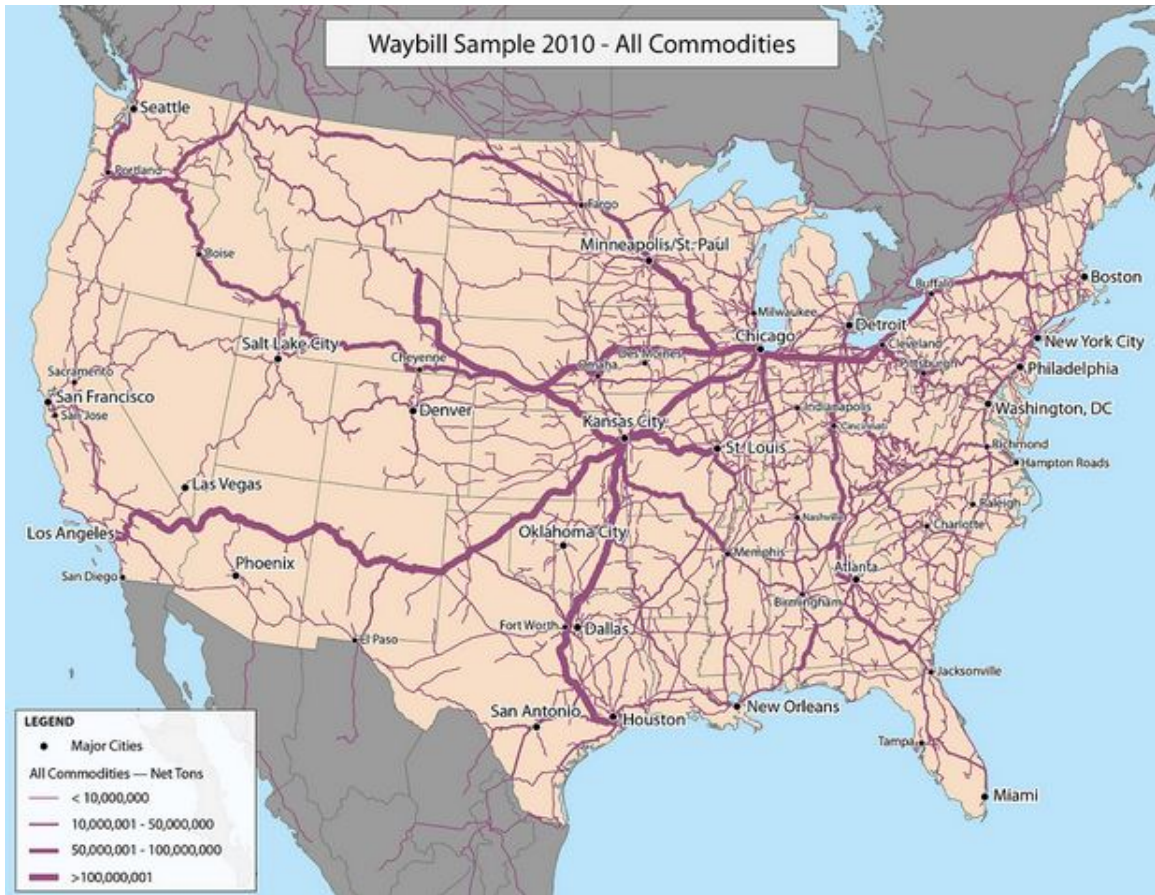 Waybill Sample 2010 - All Commodities
Seattle
Portland
Fargo
Minneapolis/St. Paul
Boise
Buffalo
Boston
Milwaukee
Detroit
Chicago
Cleveland
New York City
Salt Lake City
Cheyenne
Omaha
Des Moines
Pittsburgh
Philadelphia
Sacramento
San Francisco
San Jose
Denver
Kansas City
Indianapolis
Cincinnati
Washington, DC
St. Louis
Richmond
Hampton Roads
Las Vegas
Raleigh
Nashville
Charlotte
Los Angeles
Oklahoma City
Memphis
San Diego
Phoenix
Atlanta
Birmingham
Fort Worth
Dallas
El Paso
Jacksonville
San Antonio
Houston
New Orleans
Tampa
Miami
LEGEND
Major Cities
All Commodities — Net Tons
< 10,000,000
10,000,001 - 50,000,000
50,000,001 - 100,000,000
>100,000,001